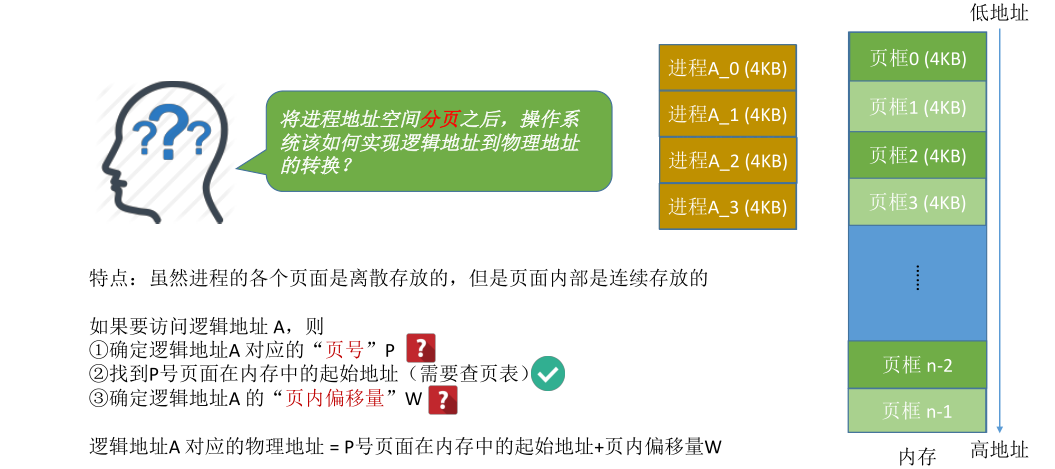 低地址
将进程地址空间分页之后，操作系
统该如何实现逻辑地址到物理地址
的转换？
进程A_0 (4KB)
进程A_1 (4KB)
进程A_2 (4KB)
进程A_3 (4KB)
页框0 (4KB)
页框1 (4KB)
页框2 (4KB)
页框3 (4KB)
......
页框 n-2
页框 n-1
内存
高地址
特点：虽然进程的各个页面是离散存放的，但是页面内部是连续存放的
如果要访问逻辑地址 A，则
①确定逻辑地址A 对应的“页号”P
②找到P号页面在内存中的起始地址（需要查页表）
③确定逻辑地址A 的“页内偏移量”W
逻辑地址A 对应的物理地址 = P号页面在内存中的起始地址+页内偏移量W